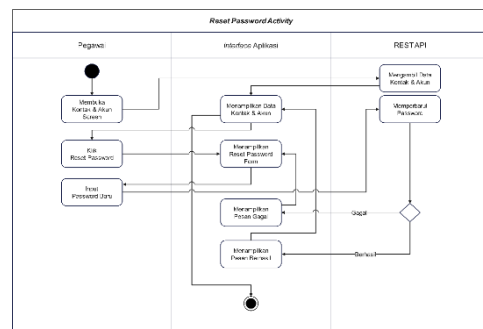 Reset Password Activity
Pegawai
Interface Aplikasi
REST API
Mengambil Data
Kontak & Akun
Membuka
Kontak & Akun
Screen
Menampilkan Data
Kontak & Akun
Memperbarui
Password
Klik
Reset Password
Menampilkan
Reset Password
Form
Input
Password Baru
Menampilkan
Pesan Gagal
Gagal
Menampilkan
Pesan Berhasil
Berhasil